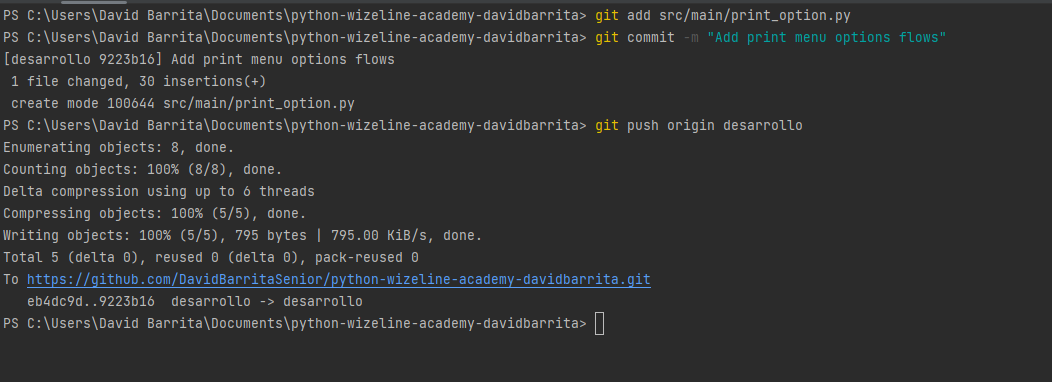 PS C:\Users\David Barrita\Documents\python-wizeline-academy-davidbarrita> git add src/main/print_option.py
PS C:\Users\David Barrita\Documents\python-wizeline-academy-davidbarrita> git commit -m "Add print menu options flows"
[desarrollo 9223b16] Add print menu options flows
 1 file changed, 30 insertions(+)
 create mode 100644 src/main/print_option.py
PS C:\Users\David Barrita\Documents\python-wizeline-academy-davidbarrita> git push origin desarrollo
Enumerating objects: 8, done.
Counting objects: 100% (8/8), done.
Delta compression using up to 6 threads
Compressing objects: 100% (5/5), done.
Writing objects: 100% (5/5), 795 bytes | 795.00 KiB/s, done.
Total 5 (delta 0), reused 0 (delta 0), pack-reused 0
To https://github.com/DavidBarritaSenior/python-wizeline-academy-davidbarrita.git
   eb4dc9d..9223b16  desarrollo -> desarrollo
PS C:\Users\David Barrita\Documents\python-wizeline-academy-davidbarrita>